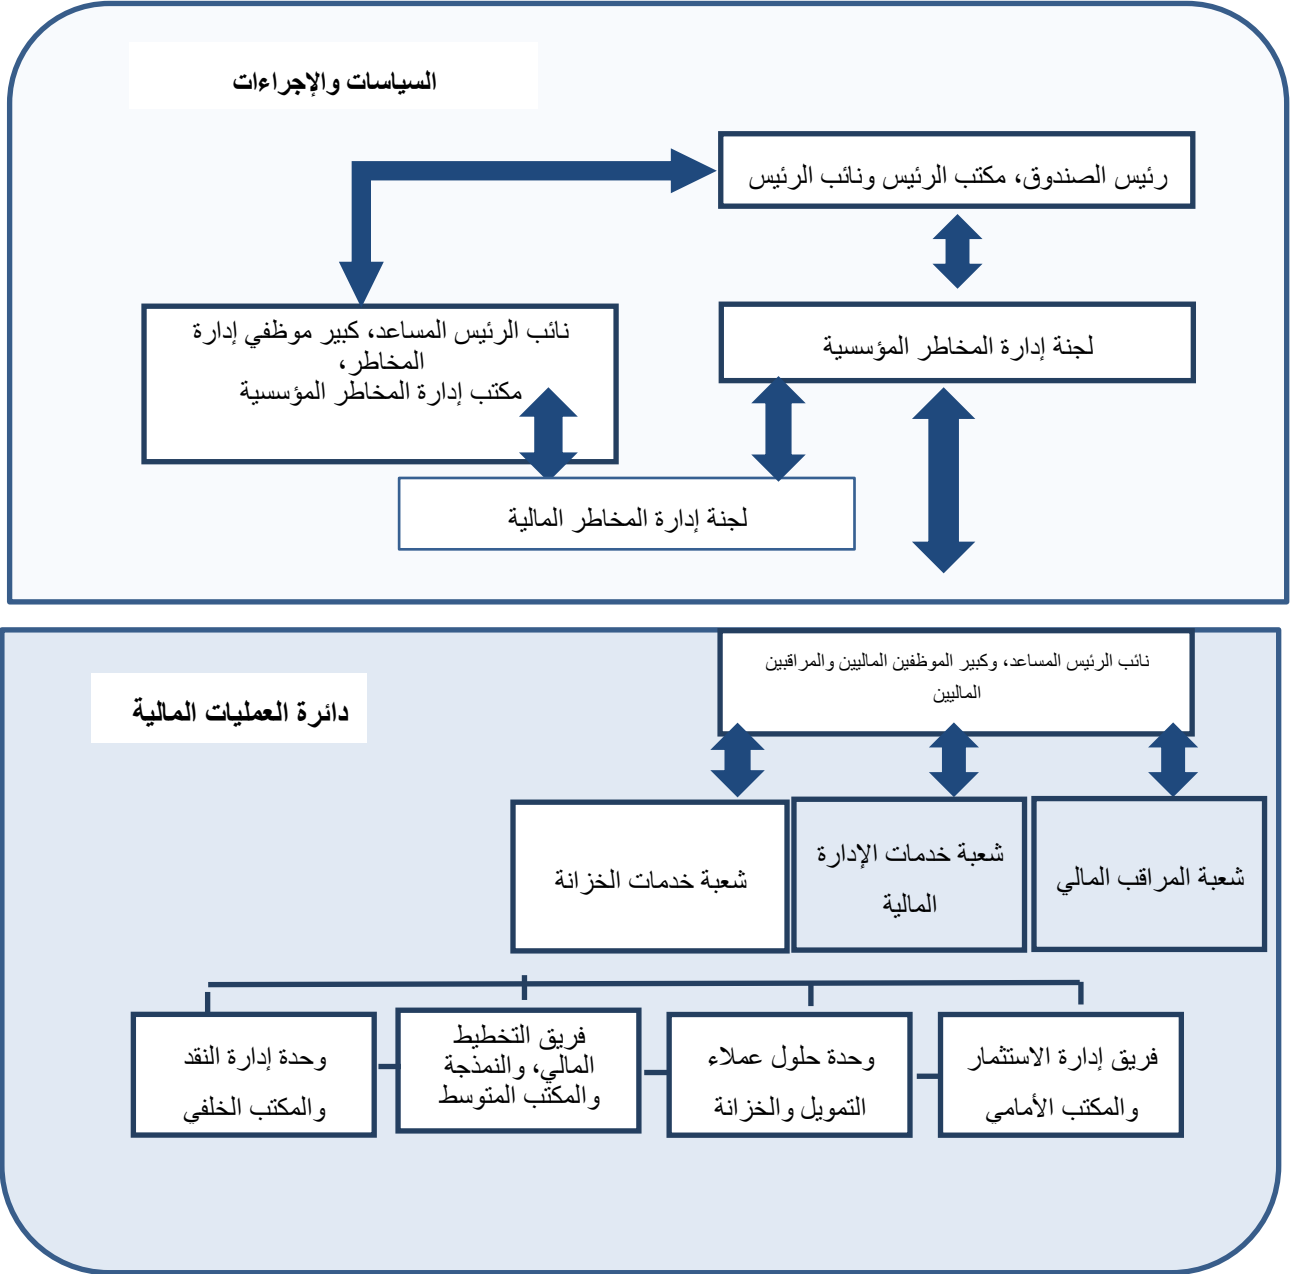 السياسات والإجراءات
رئيس الصندوق، مكتب الرئيس ونائب الرئيس
لجنة إدارة المخاطر المؤسسية
نائب الرئيس المساعد، كبير موظفي إدارة
المخاطر،
مكتب إدارة المخاطر المؤسسية
لجنة إدارة المخاطر المالية
نائب الرئيس المساعد، وكبير الموظفين الماليين والمراقبين
الماليين
دائرة العمليات المالية
شعبة المراقب المالي
شعبة خدمات الإدارة
المالية
شعبة خدمات الخزانة
فريق إدارة الاستثمار
والمكتب الأمامي
وحدة حلول عملاء
التمويل والخزانة
فريق التخطيط
المالي، والنمذجة
والمكتب المتوسط
وحدة إدارة النقد
والمكتب الخلفي